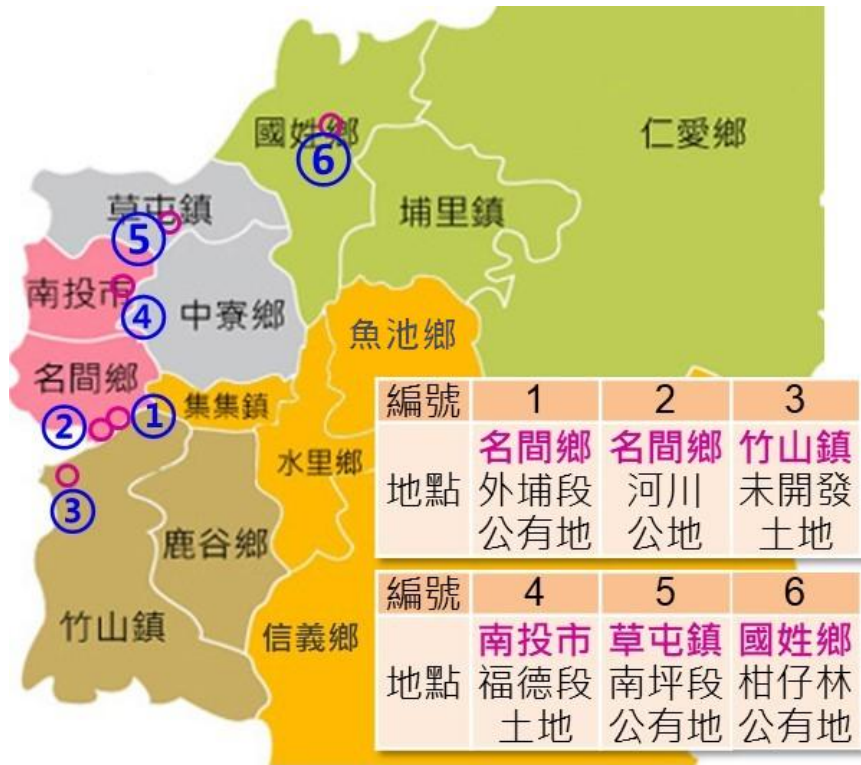 國姓鄉
⑥
仁愛鄉
草屯鎮
⑤
埔里鎮
南投市
④
中寮鄉
魚池鄉
名間鄉
②
①
集集鎮
水里鄉
③
鹿谷鄉
竹山鎮
信義鄉
編號 1 2 3
地點
名間鄉 名間鄉 竹山鎮
外埔段 河川 未開發
公有地 公地 土地
編號 4 5 6
地點
南投市 草屯鎮 國姓鄉
福德段 南坪段 柑仔林
土地 公有地 公有地